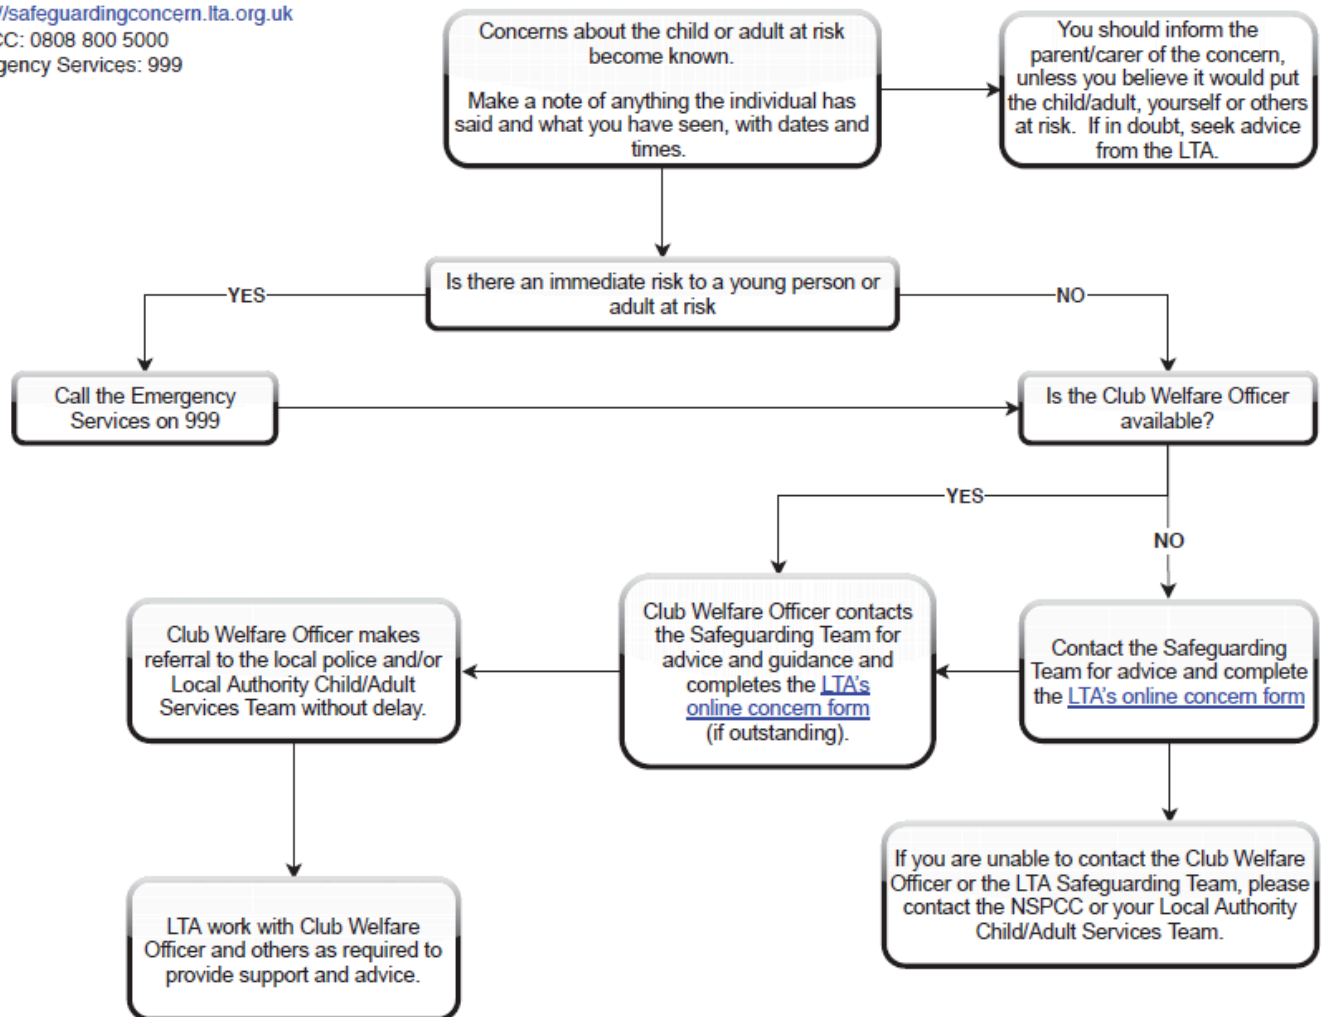 //safeguardingconcern.lta.org.uk
CC: 0808 800 5000
gency Services: 999
Concerns about the child or adult at risk
become known.
Make a note of anything the individual has
said and what you have seen, with dates and
times.
You should inform the
parent/carer of the concern,
unless you believe it would put
the child/adult, yourself or others
at risk. If in doubt, seek advice
from the LTA.
Is there an immediate risk to a young person or
adult at risk
YES
NO
Call the Emergency
Services on 999
Is the Club Welfare Officer
available?
YES
NO
Club Welfare Officer makes
referral to the local police and/or
Local Authority Child/Adult
Services Team without delay.
Club Welfare Officer contacts
the Safeguarding Team for
advice and guidance and
completes the LTA's
online concern form
(if outstanding).
Contact the Safeguarding
Team for advice and complete
the LTA's online concern form
If you are unable to contact the Club Welfare
Officer or the LTA Safeguarding Team, please
contact the NSPCC or your Local Authority
Child/Adult Services Team.
LTA work with Club Welfare
Officer and others as required to
provide support and advice.